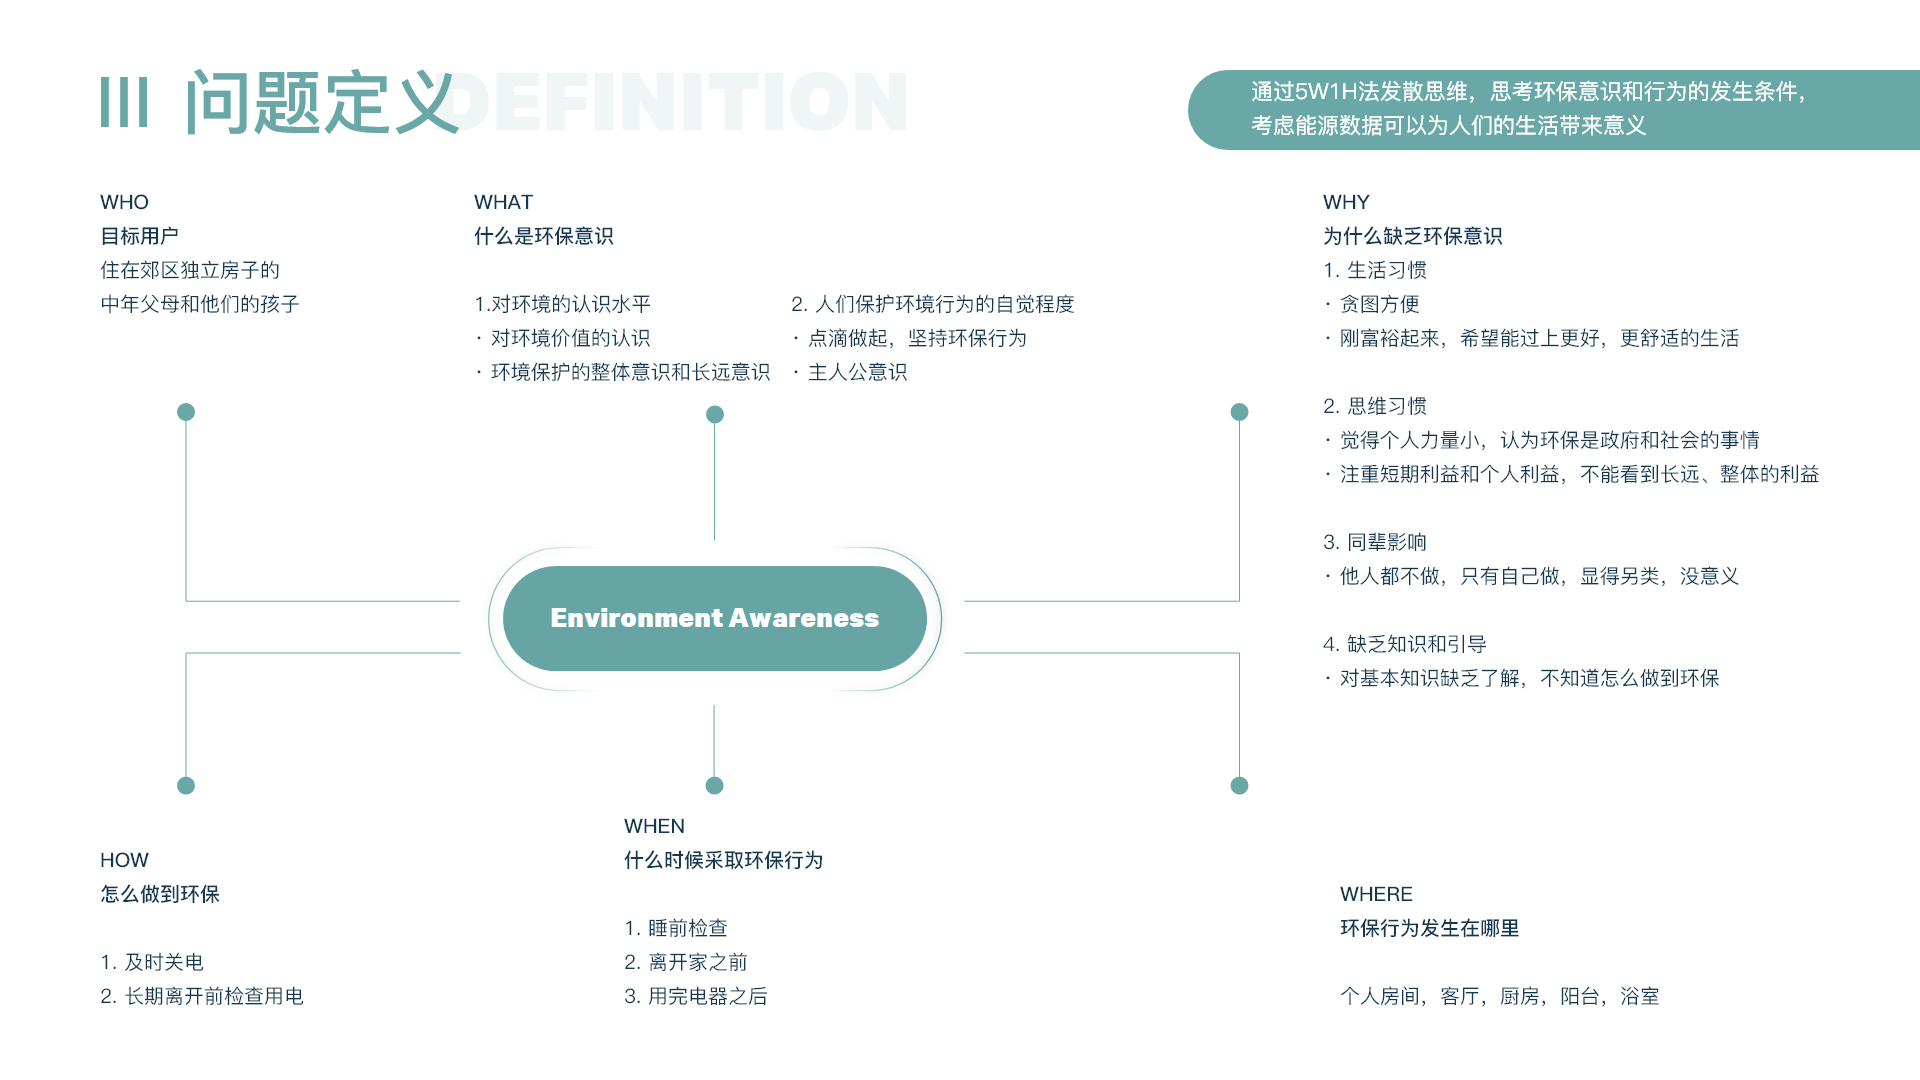 III 问题定义
DEFINITION
通过5W1H法发散思维，思考环保意识和行为的发生条件，
考虑能源数据可以为人们的生活带来意义
WHO
目标用户
住在郊区独立房子的
中年父母和他们的孩子
WHAT
什么是环保意识
1.对环境的认识水平
· 对环境价值的认识
· 环境保护的整体意识和长远意识
2. 人们保护环境行为的自觉程度
· 点滴做起，坚持环保行为
· 主人公意识
WHY
为什么缺乏环保意识
1. 生活习惯
· 贪图方便
· 刚富裕起来，希望能过上更好，更舒适的生活
2. 思维习惯
· 觉得个人力量小，认为环保是政府和社会的事情
· 注重短期利益和个人利益，不能看到长远、整体的利益
3. 同辈影响
· 他人都不做，只有自己做，显得另类，没意义
4. 缺乏知识和引导
· 对基本知识缺乏了解，不知道怎么做到环保
Environment Awareness
HOW
怎么做到环保
1. 及时关电
2. 长期离开前检查用电
WHEN
什么时候采取环保行为
1. 睡前检查
2. 离开家之前
3. 用完电器之后
WHERE
环保行为发生在哪里
个人房间，客厅，厨房，阳台，浴室